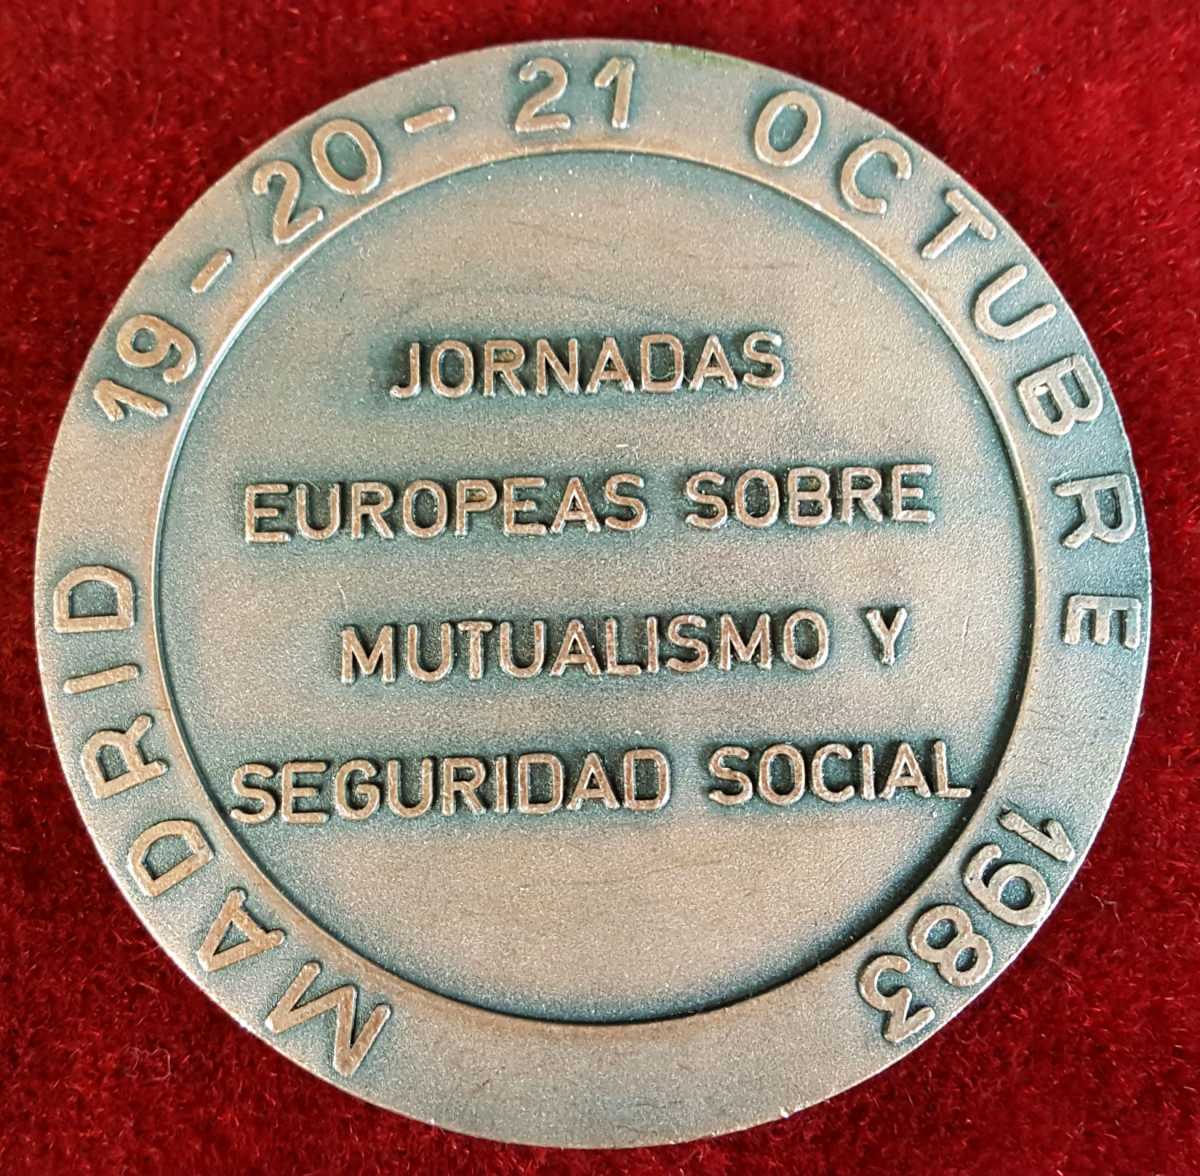 MADRID 19-20-21 OCTUBRE 1983
JORNADAS
EUROPEAS SOBRE
MUTUALISMO Y
SEGURIDAD SOCIAL